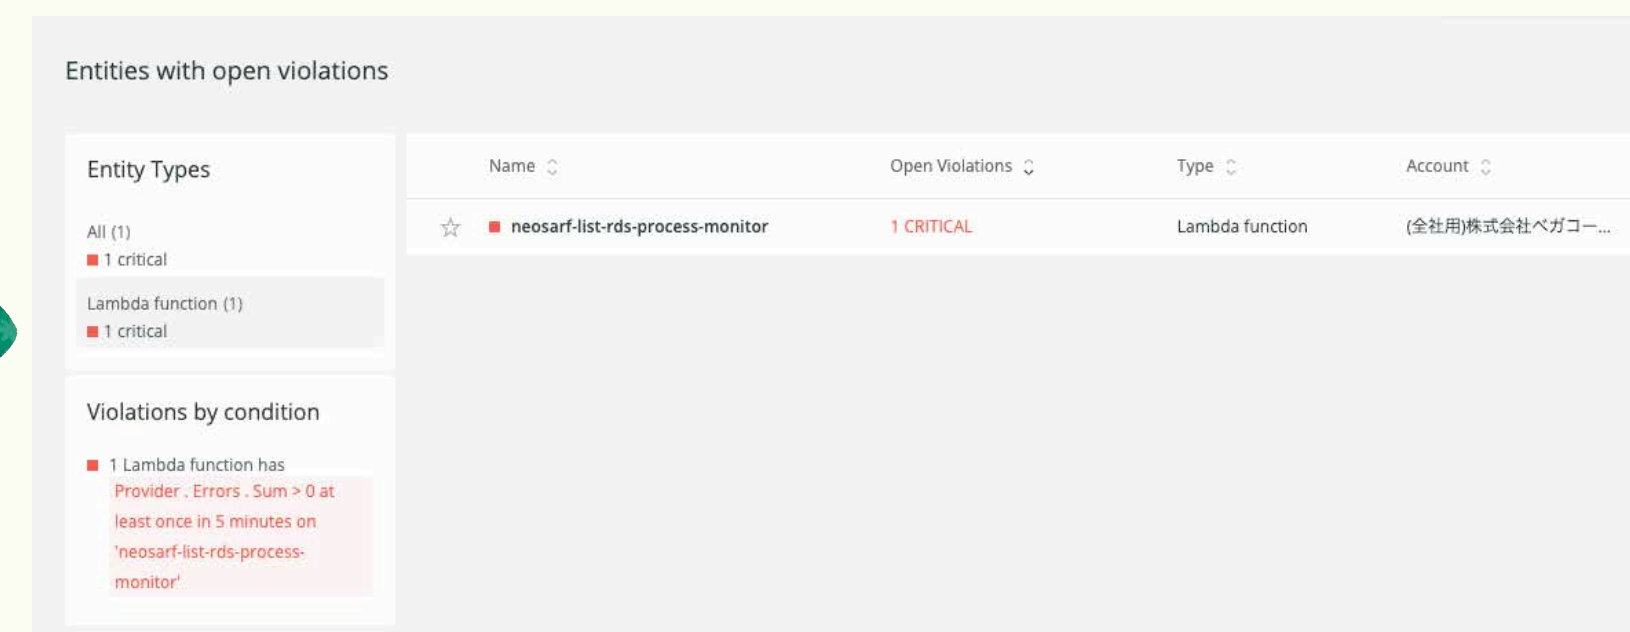 Entities with open violations
Entity Types
All (1)
1 critical
Lambda function (1)
1 critical
Violations by condition
1 Lambda function has
Provider . Errors . Sum > 0 at
least once in 5 minutes on
'neosarf-list-rds-process-
monitor'
Name Open Violations Type Account
neosarf-list-rds-process-monitor 1 CRITICAL Lambda function (全社用)株式会社ベガコー...